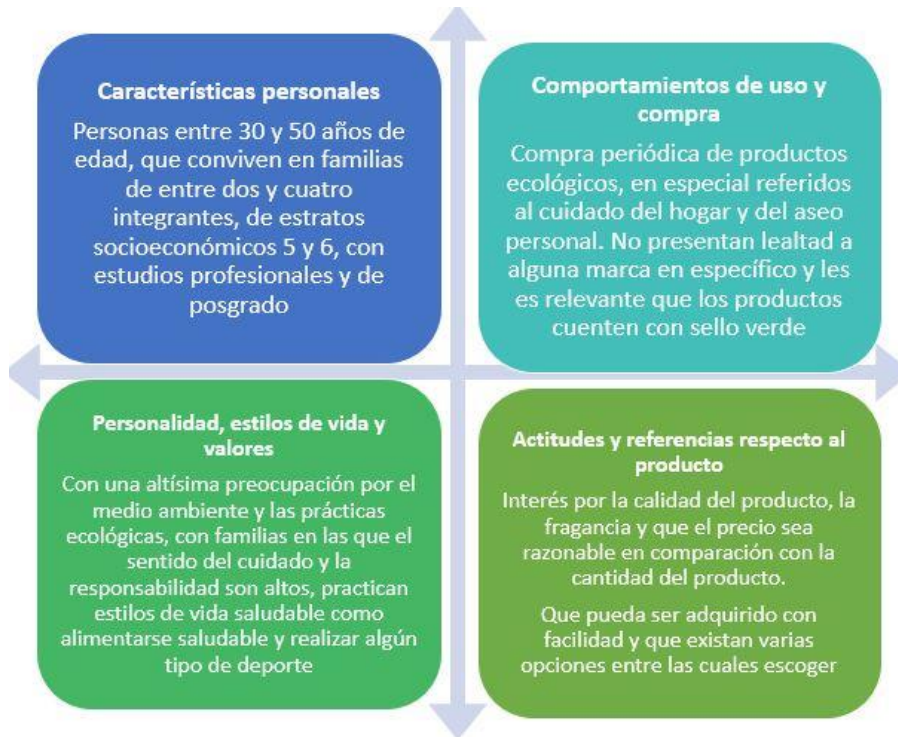 Características personales
Personas entre 30 y 50 años de
edad, que conviven en familias
de entre dos y cuatro
integrantes, de estratos
socioeconómicos 5 y 6, con
estudios profesionales y de
posgrado
Comportamientos de uso y
compra
Compra periódica de productos
ecológicos, en especial referidos
al cuidado del hogar y del aseo
personal. No presentan lealtad a
alguna marca en específico y les
es relevante que los productos
cuenten con sello verde
Personalidad, estilos de vida y
valores
Con una altísima preocupación por el
medio ambiente y las prácticas
ecológicas, con familias en las que el
sentido del cuidado y la
responsabilidad son altos, practican
estilos de vida saludable como
alimentarse saludable y realizar algún
tipo de deporte
Actitudes y referencias respecto al
producto
Interés por la calidad del producto, la
fragancia y que el precio sea
razonable en comparación con la
cantidad del producto.
Que pueda ser adquirido con
facilidad y que existan varias
opciones entre las cuales escoger